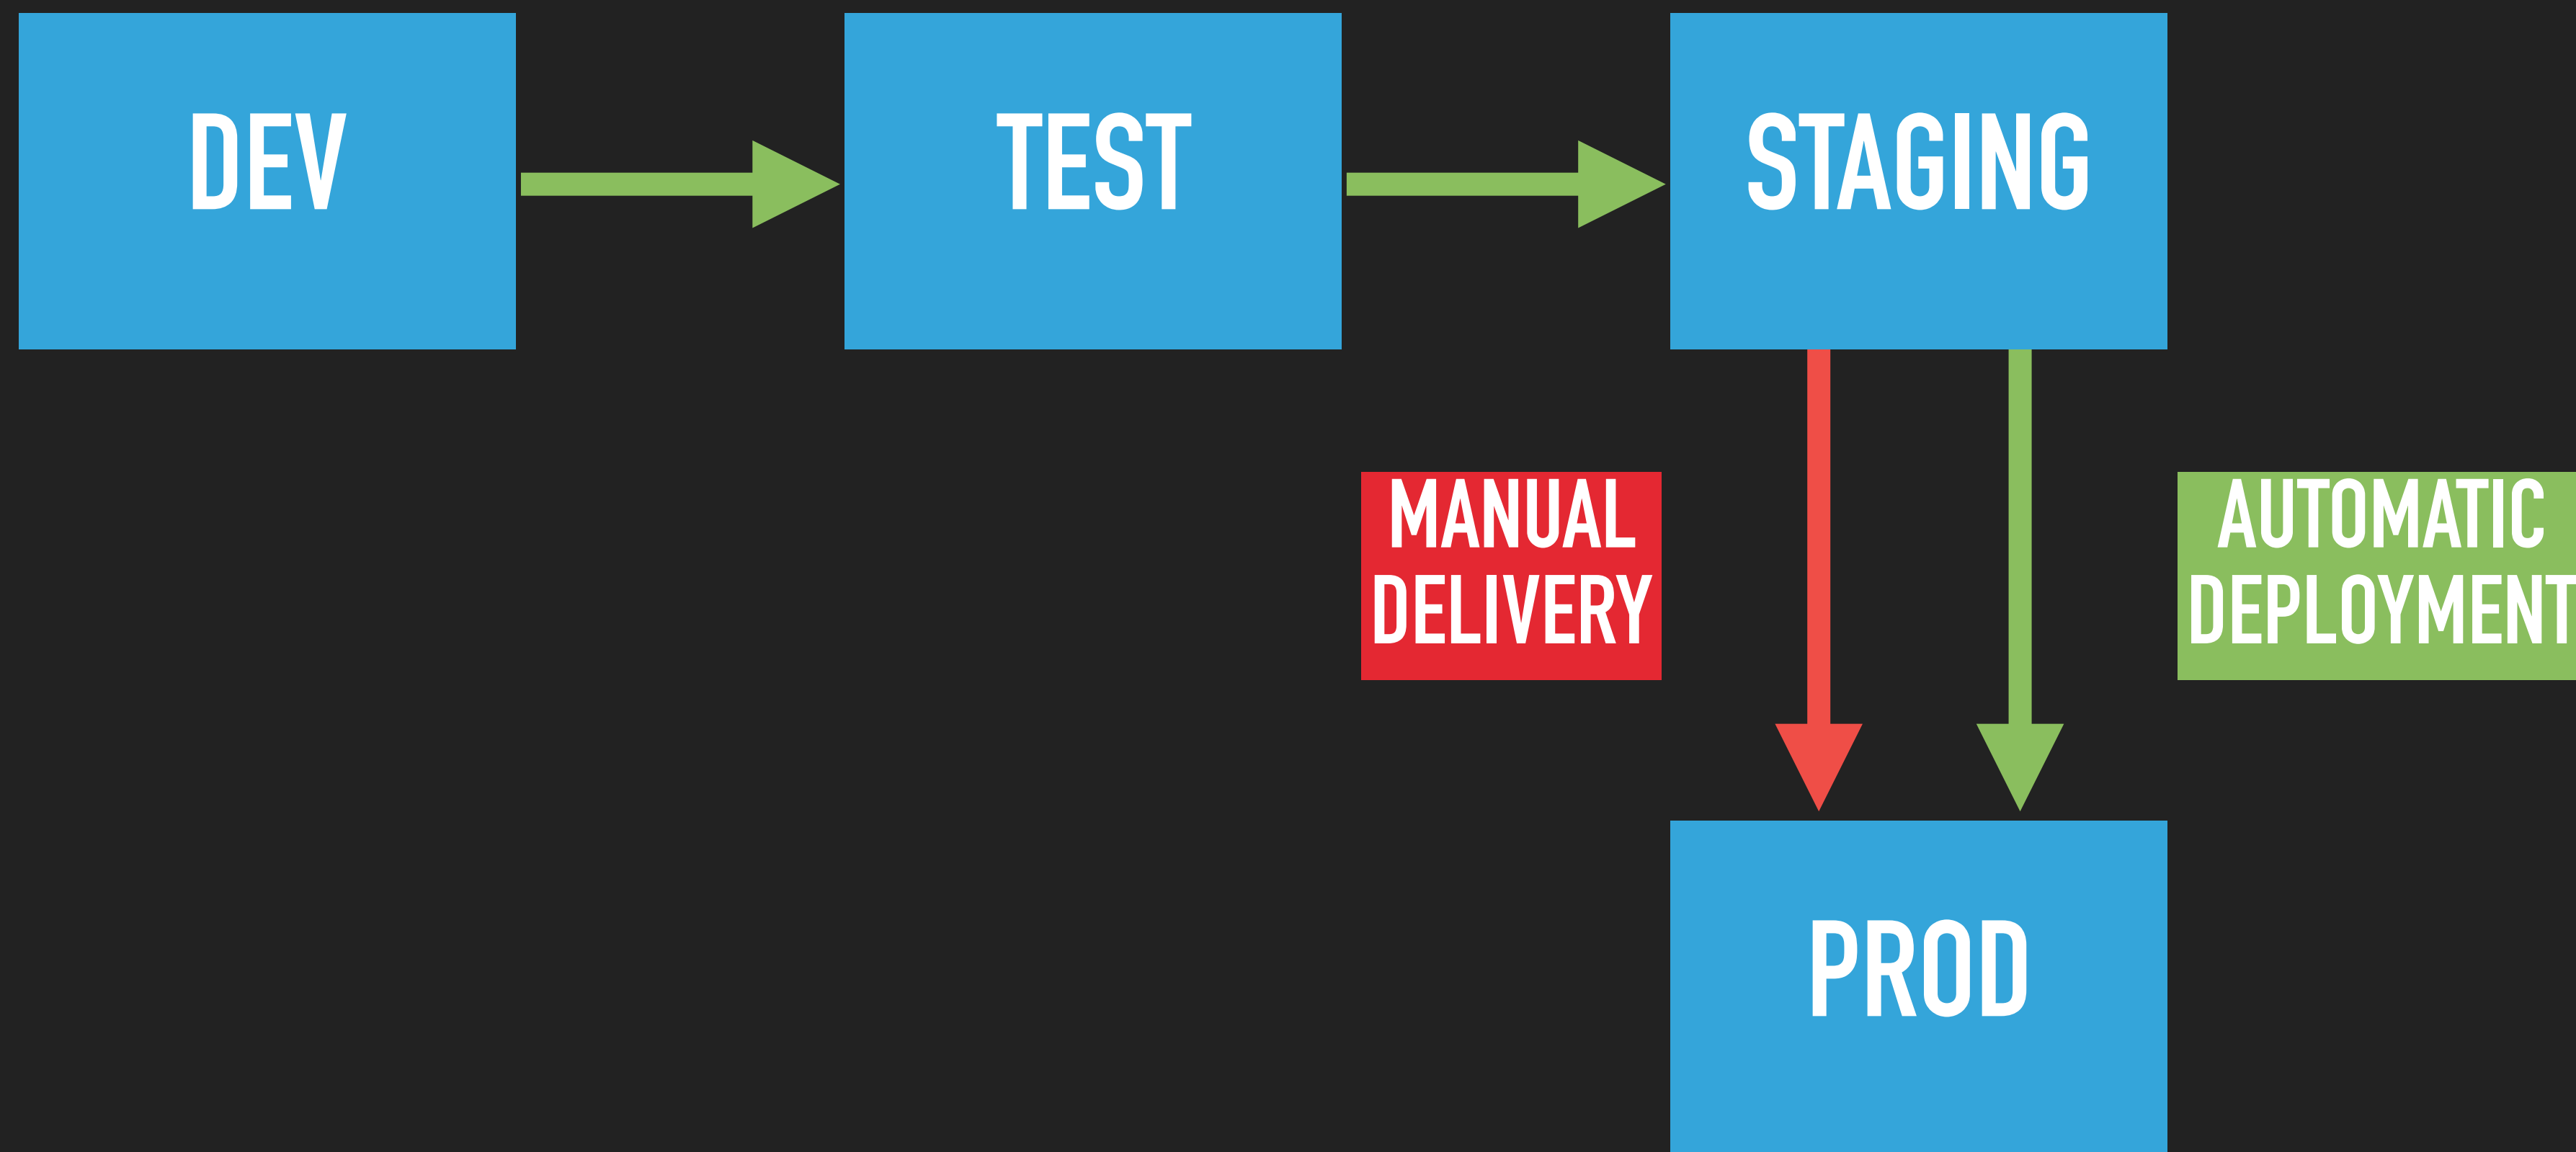 DEV
TEST
STAGING
MANUAL
DELIVERY
AUTOMATIC
DEPLOYMENT
PROD